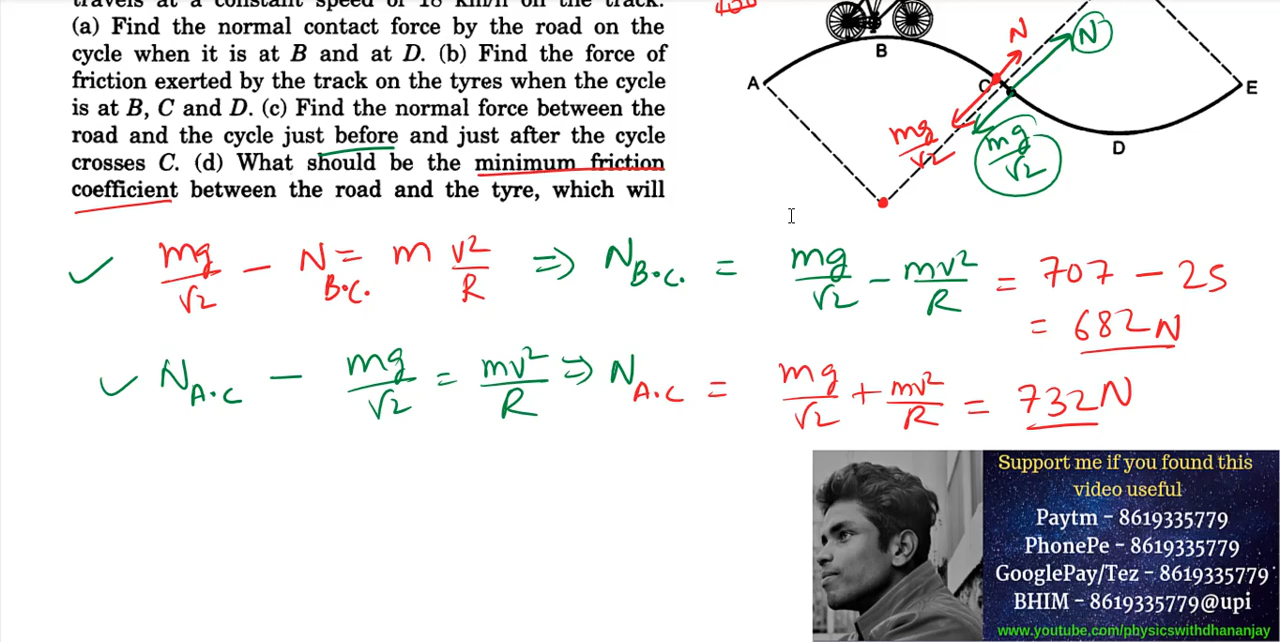 travels at a constant speed of 18 km/h on the track.
(a) Find the normal contact force by the road on the
cycle when it is at B and at D. (b) Find the force of
friction exerted by the track on the tyres when the cycle
is at B, C and D. (c) Find the normal force between the
road and the cycle just before and just after the cycle
crosses C. (d) What should be the minimum friction
coefficient between the road and the tyre, which will
A
B
C
D
E
N
N
mg/√2
mg/√2
✓ mg/√2 - N B.C. = m v²/R ⇒ N B.C. = mg/√2 - mv²/R = 707 - 25
= 682N
✓ N A.C - mg/√2 = mv²/R ⇒ N A.C = mg/√2 + mv²/R = 732N
Support me if you found this
video useful
Paytm - 8619335779
PhonePe - 8619335779
GooglePay/Tez - 8619335779
BHIM - 8619335779@upi
www.youtube.com/physicswithdhananjay